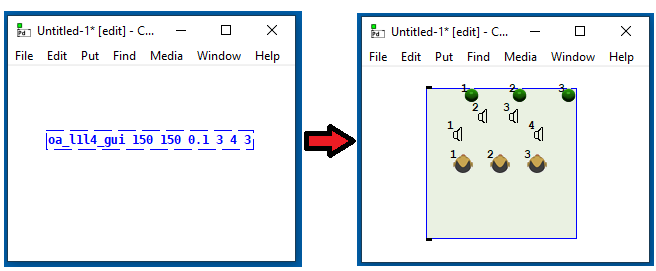 Untitled-1* [edit] - C...
File Edit Put Find Media Window Help
oa_l1l4_gui 150 150 0.1 3 4 3
Untitled-1* [edit] - C...
File Edit Put Find Media Window Help
1 2 3
2 3
1 4
1 2 3